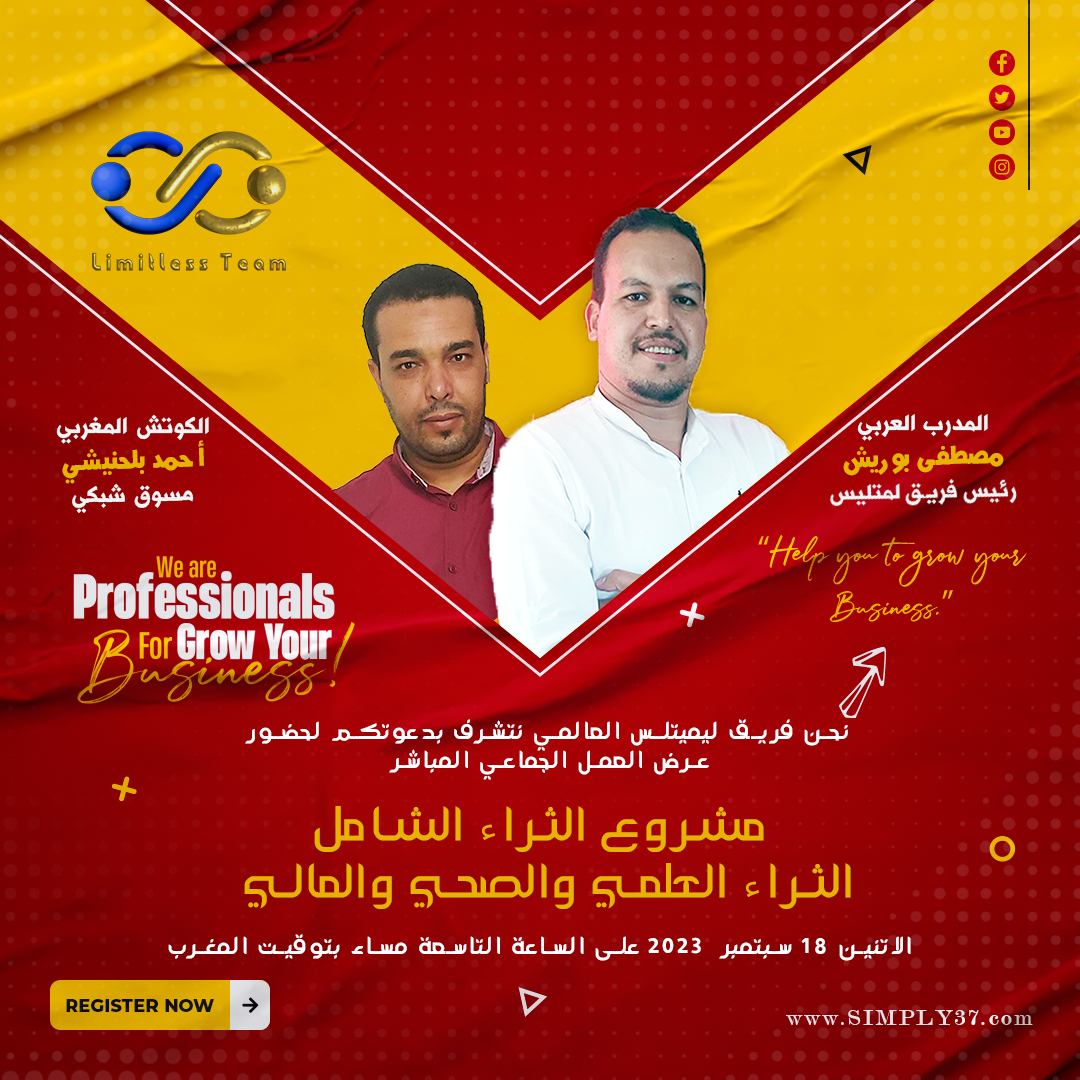 Limitless Team
الكوتش المغربي
أحمد بلحنيشي
مسوق شبكي
المدرب العربي
مصطفى بوريش
رئيس فريق لمتليس
"Help you to grow your
Business."
We are
Professionals
For Grow Your
Business!
نحن فريق ليميتلس العالمي نتشرف بدعوتكم لحضور
عرض العمل الجماعي المباشر
مشروع الثراء الشامل
الثراء العلمي والصحي والمالي
الاتنين 18 سبتمبر 2023 على الساعة التاسعة مساء بتوقيت المغرب
REGISTER NOW
www.SIMPLY37.com